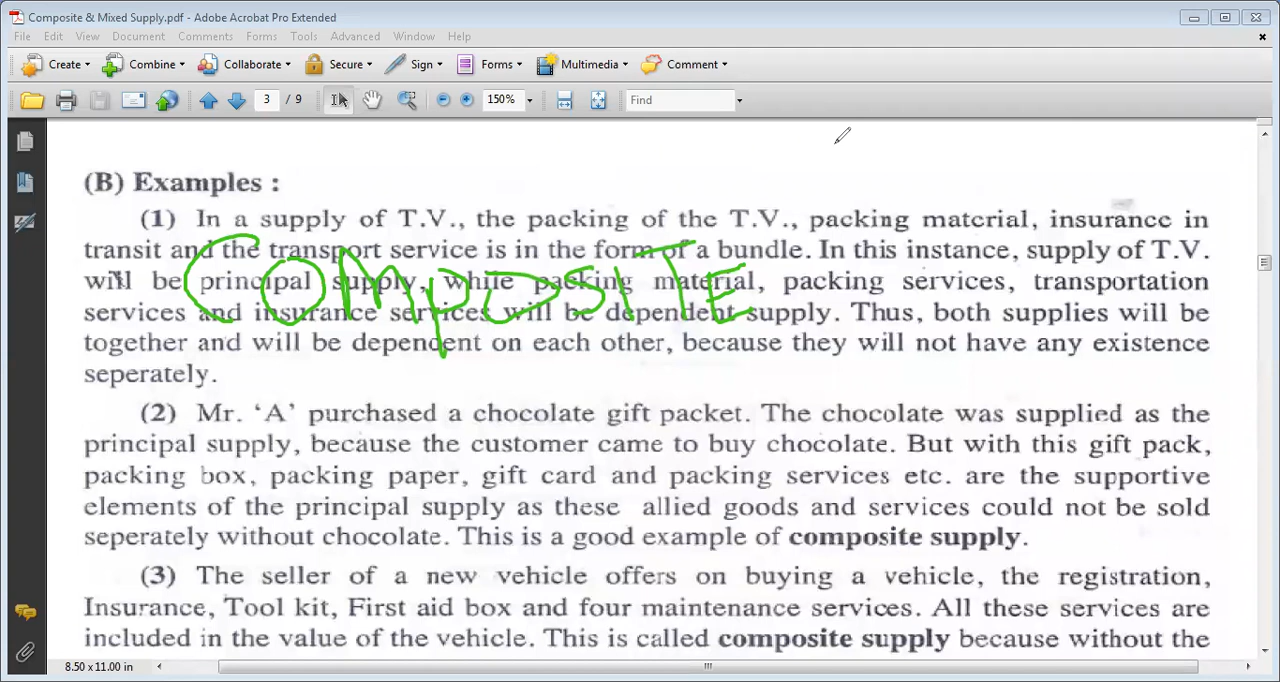 Composite & Mixed Supply.pdf - Adobe Acrobat Pro Extended
File Edit View Document Comments Forms Tools Advanced Window Help
Create Combine Collaborate Secure Sign Forms Multimedia Comment
3 / 9 150% Find
(B) Examples :
(1) In a supply of T.V., the packing of the T.V., packing material, insurance in
transit and the transport service is in the form of a bundle. In this instance, supply of T.V.
will be principal supply, while packing material, packing services, transportation
COMPOSITE
services and insurance services will be dependent supply. Thus, both supplies will be
together and will be dependent on each other, because they will not have any existence
seperately.
(2) Mr. ‘A’ purchased a chocolate gift packet. The chocolate was supplied as the
principal supply, because the customer came to buy chocolate. But with this gift pack,
packing box, packing paper, gift card and packing services etc. are the supportive
elements of the principal supply as these allied goods and services could not be sold
seperately without chocolate. This is a good example of composite supply.
(3) The seller of a new vehicle offers on buying a vehicle, the registration,
Insurance, Tool kit, First aid box and four maintenance services. All these services are
included in the value of the vehicle. This is called composite supply because without the
8.50 x 11.00 in